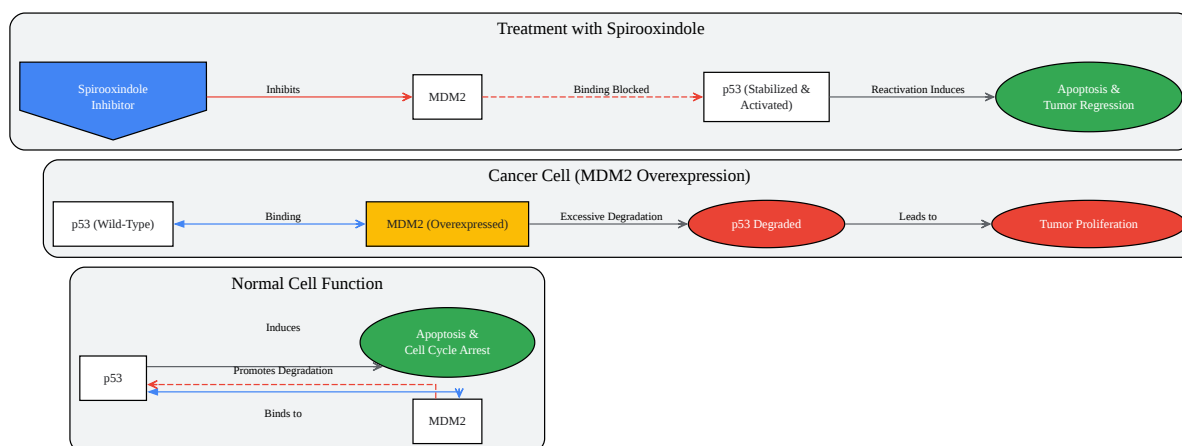 Treatment with Spirooxindole
Spirooxindole
Inhibitor
Inhibits
MDM2
Binding Blocked
p53 (Stabilized &
Activated)
Reactivation Induces
Apoptosis &
Tumor Regression
Cancer Cell (MDM2 Overexpression)
p53 (Wild-Type)
Binding
MDM2 (Overexpressed)
Excessive Degradation
p53 Degraded
Leads to
Tumor Proliferation
Normal Cell Function
Induces
Apoptosis &
Cell Cycle Arrest
p53
Promotes Degradation
Binds to
MDM2